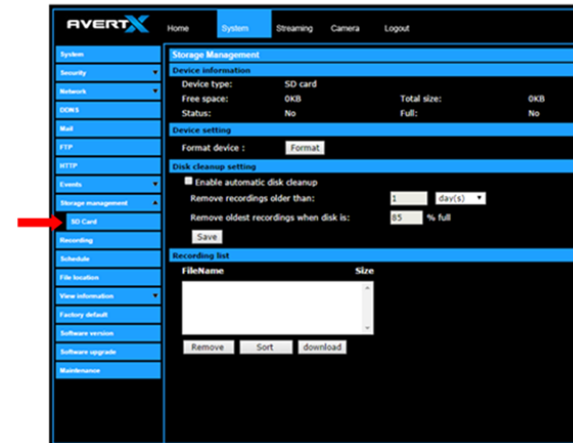 AVERTX
Home System Streaming Camera Logout
System
Security
Network
DDNS
Mail
FTP
HTTP
Events
Storage management
SD Card
Recording
Schedule
File location
View information
Factory default
Software version
Software upgrade
Maintenance
Storage Management
Device information
Device type: SD card
Free space: 0KB Total size: 0KB
Status: No Full: No
Device setting
Format device : Format
Disk cleanup setting
Enable automatic disk cleanup
Remove recordings older than: 1 day(s)
Remove oldest recordings when disk is: 85 % full
Save
Recording list
FileName Size
Remove Sort download